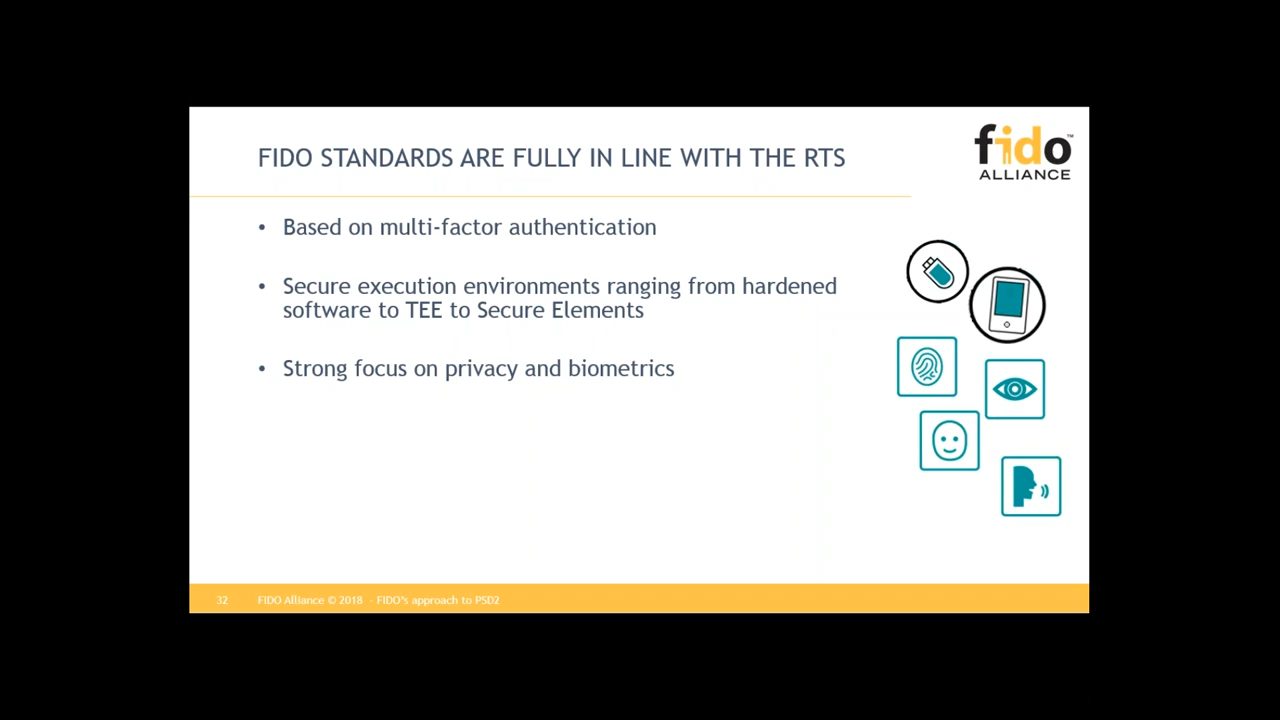 FIDO STANDARDS ARE FULLY IN LINE WITH THE RTS
fido™
ALLIANCE
• Based on multi-factor authentication
• Secure execution environments ranging from hardened
software to TEE to Secure Elements
• Strong focus on privacy and biometrics
32 FIDO Alliance © 2018 - FIDO's approach to PSD2